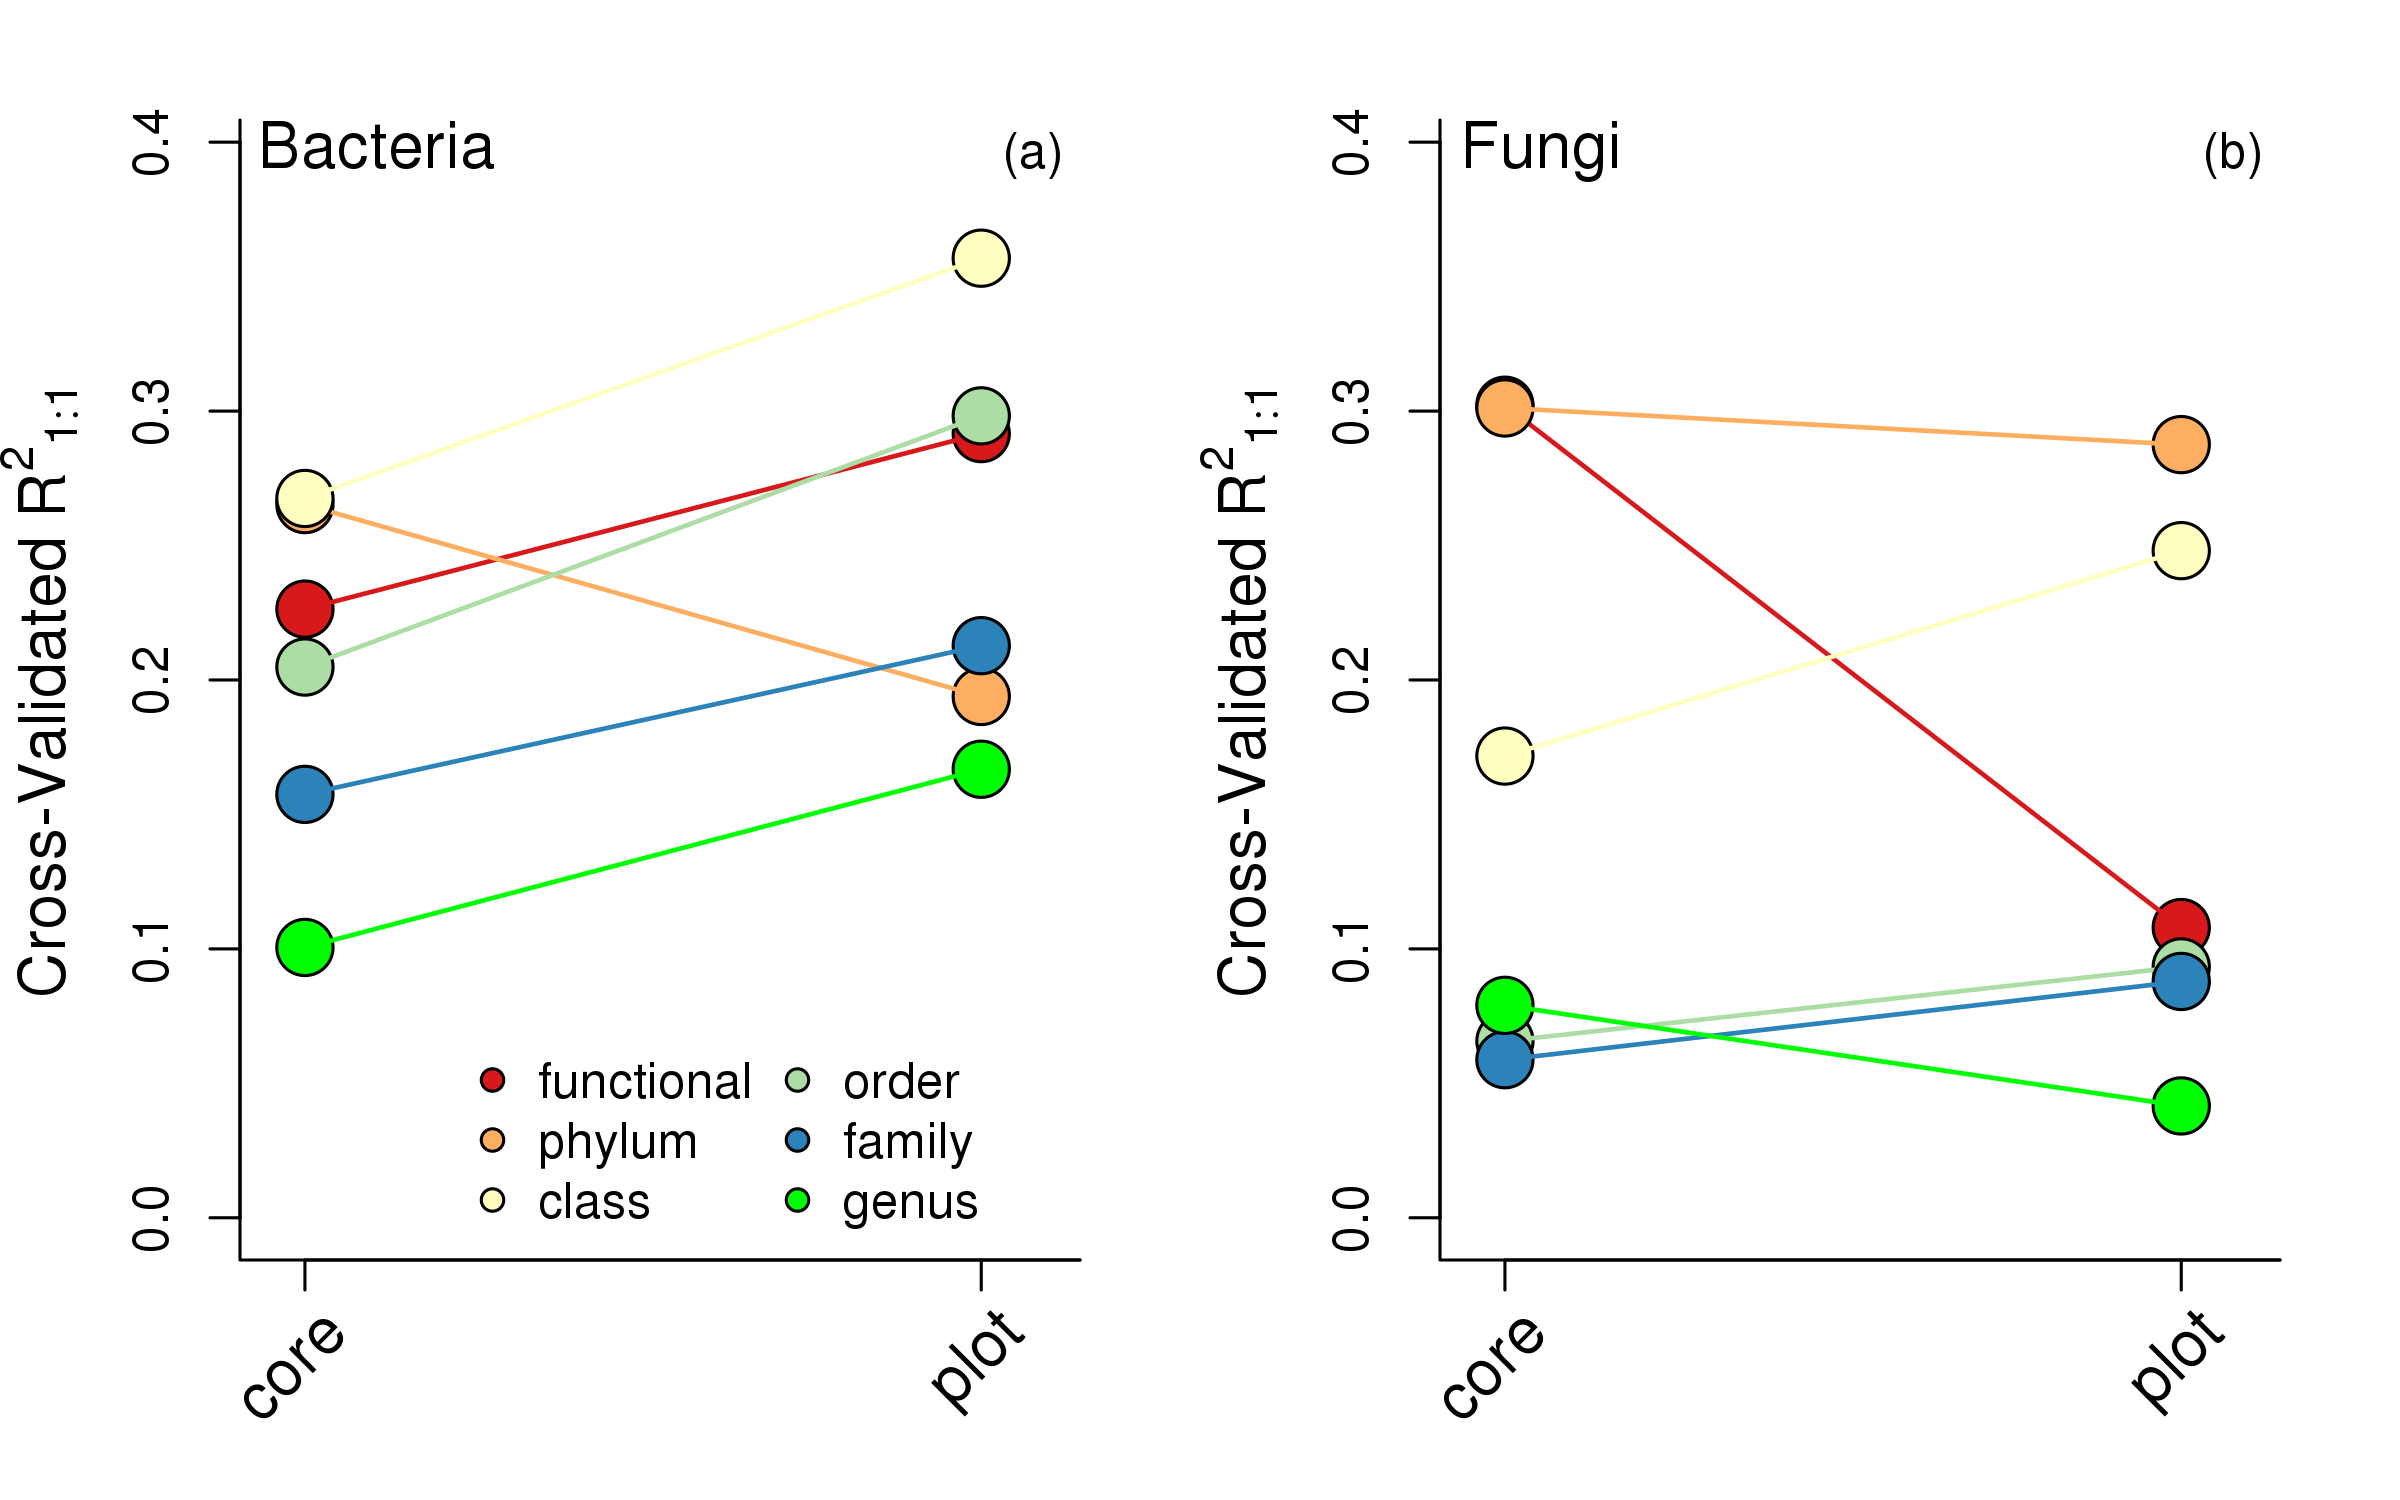 Bacteria
(a)
Cross-Validated R²₁:₁
0.4
0.3
0.2
0.1
0.0
functional
phylum
class
order
family
genus
core
plot
Fungi
(b)
Cross-Validated R²₁:₁
0.4
0.3
0.2
0.1
0.0
core
plot